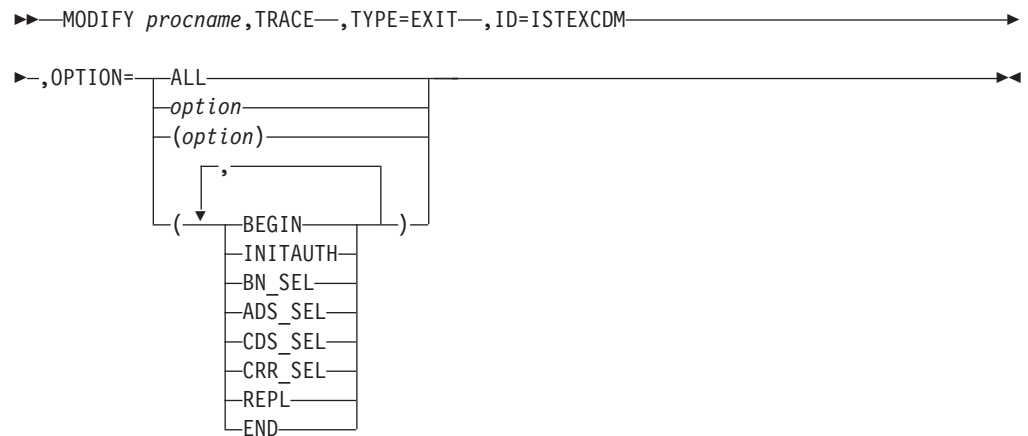 MODIFY procname,TRACE ,TYPE=EXIT ,ID=ISTEXCDM
,OPTION= ALL
option
(option)
,
( BEGIN )
INITAUTH
BN_SEL
ADS_SEL
CDS_SEL
CRR_SEL
REPL
END